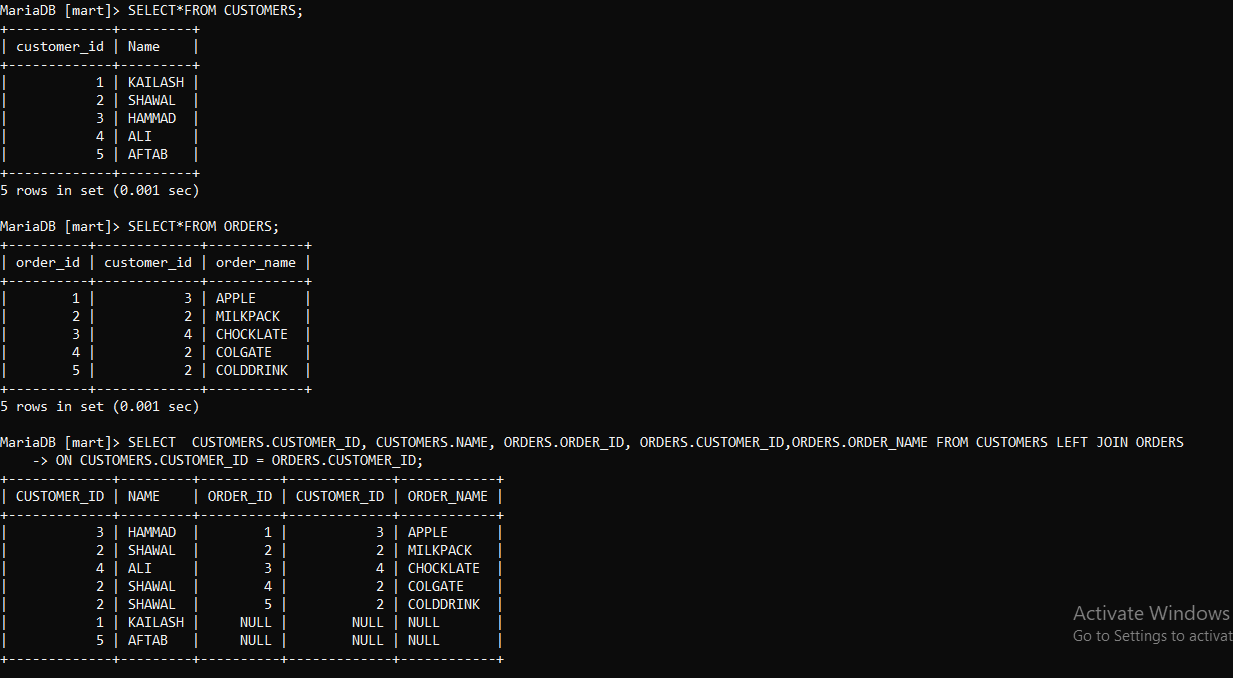 MariaDB [mart]> SELECT*FROM CUSTOMERS;
+-------------+---------+
| customer_id | Name    |
+-------------+---------+
|           1 | KAILASH |
|           2 | SHAWAL  |
|           3 | HAMMAD  |
|           4 | ALI     |
|           5 | AFTAB   |
+-------------+---------+
5 rows in set (0.001 sec)

MariaDB [mart]> SELECT*FROM ORDERS;
+----------+-------------+------------+
| order_id | customer_id | order_name |
+----------+-------------+------------+
|        1 |           3 | APPLE      |
|        2 |           2 | MILKPACK   |
|        3 |           4 | CHOCKLATE  |
|        4 |           2 | COLGATE    |
|        5 |           2 | COLDDRINK  |
+----------+-------------+------------+
5 rows in set (0.001 sec)

MariaDB [mart]> SELECT  CUSTOMERS.CUSTOMER_ID, CUSTOMERS.NAME, ORDERS.ORDER_ID, ORDERS.CUSTOMER_ID,ORDERS.ORDER_NAME FROM CUSTOMERS LEFT JOIN ORDERS
    -> ON CUSTOMERS.CUSTOMER_ID = ORDERS.CUSTOMER_ID;
+-------------+---------+----------+-------------+------------+
| CUSTOMER_ID | NAME    | ORDER_ID | CUSTOMER_ID | ORDER_NAME |
+-------------+---------+----------+-------------+------------+
|           3 | HAMMAD  |        1 |           3 | APPLE      |
|           2 | SHAWAL  |        2 |           2 | MILKPACK   |
|           4 | ALI     |        3 |           4 | CHOCKLATE  |
|           2 | SHAWAL  |        4 |           2 | COLGATE    |
|           2 | SHAWAL  |        5 |           2 | COLDDRINK  |
|           1 | KAILASH |     NULL |        NULL | NULL       |
|           5 | AFTAB   |     NULL |        NULL | NULL       |
+-------------+---------+----------+-------------+------------+
Activate Windows
Go to Settings to activat